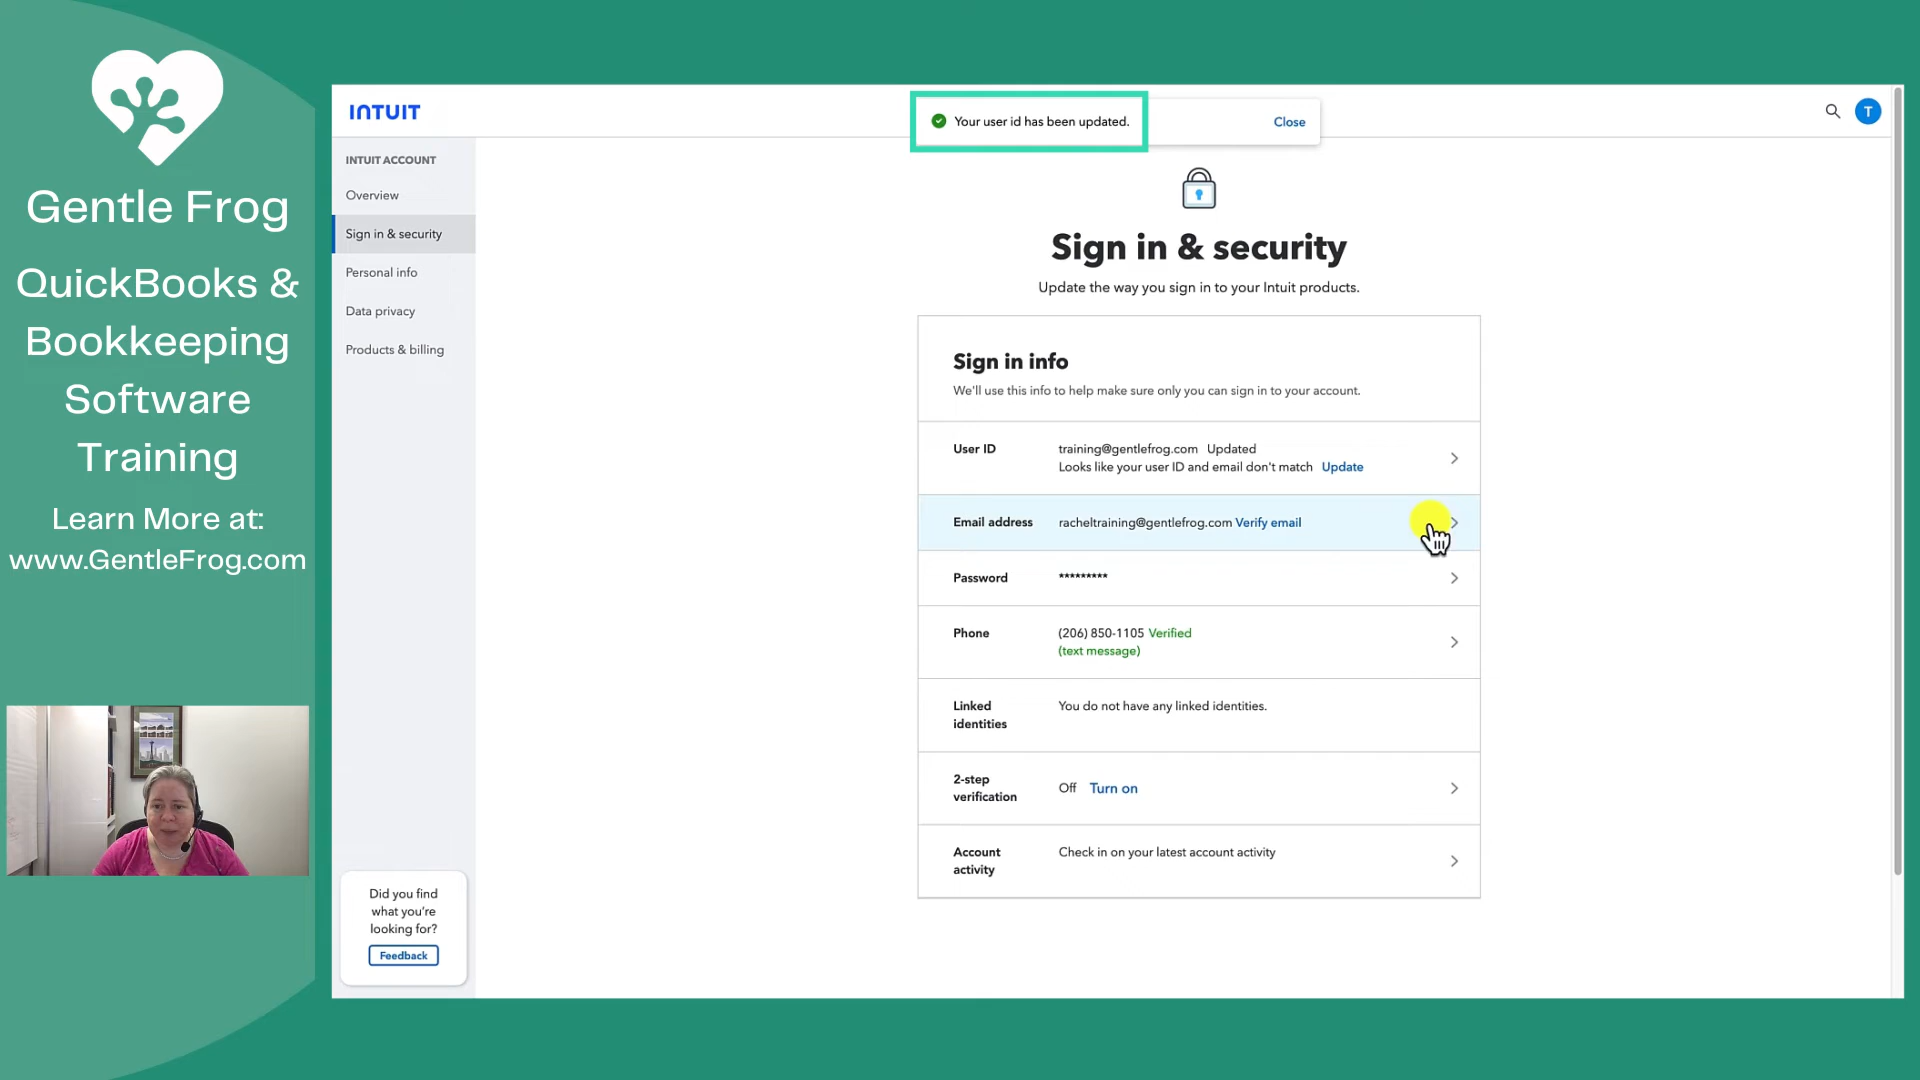 Gentle Frog
QuickBooks &
Bookkeeping
Software
Training
Learn More at:
www.GentleFrog.com
INTUIT
Your user id has been updated.
Close
T
INTUIT ACCOUNT
Overview
Sign in & security
Personal info
Data privacy
Products & billing
Did you find
what you're
looking for?
Feedback
Sign in & security
Update the way you sign in to your Intuit products.
Sign in info
We'll use this info to help make sure only you can sign in to your account.
User ID
training@gentlefrog.com Updated
Looks like your user ID and email don't match Update
Email address racheltraining@gentlefrog.com Verify email
Password *********
Phone
(206) 850-1105 Verified
(text message)
Linked
identities
You do not have any linked identities.
2-step
verification
Off Turn on
Account
activity
Check in on your latest account activity